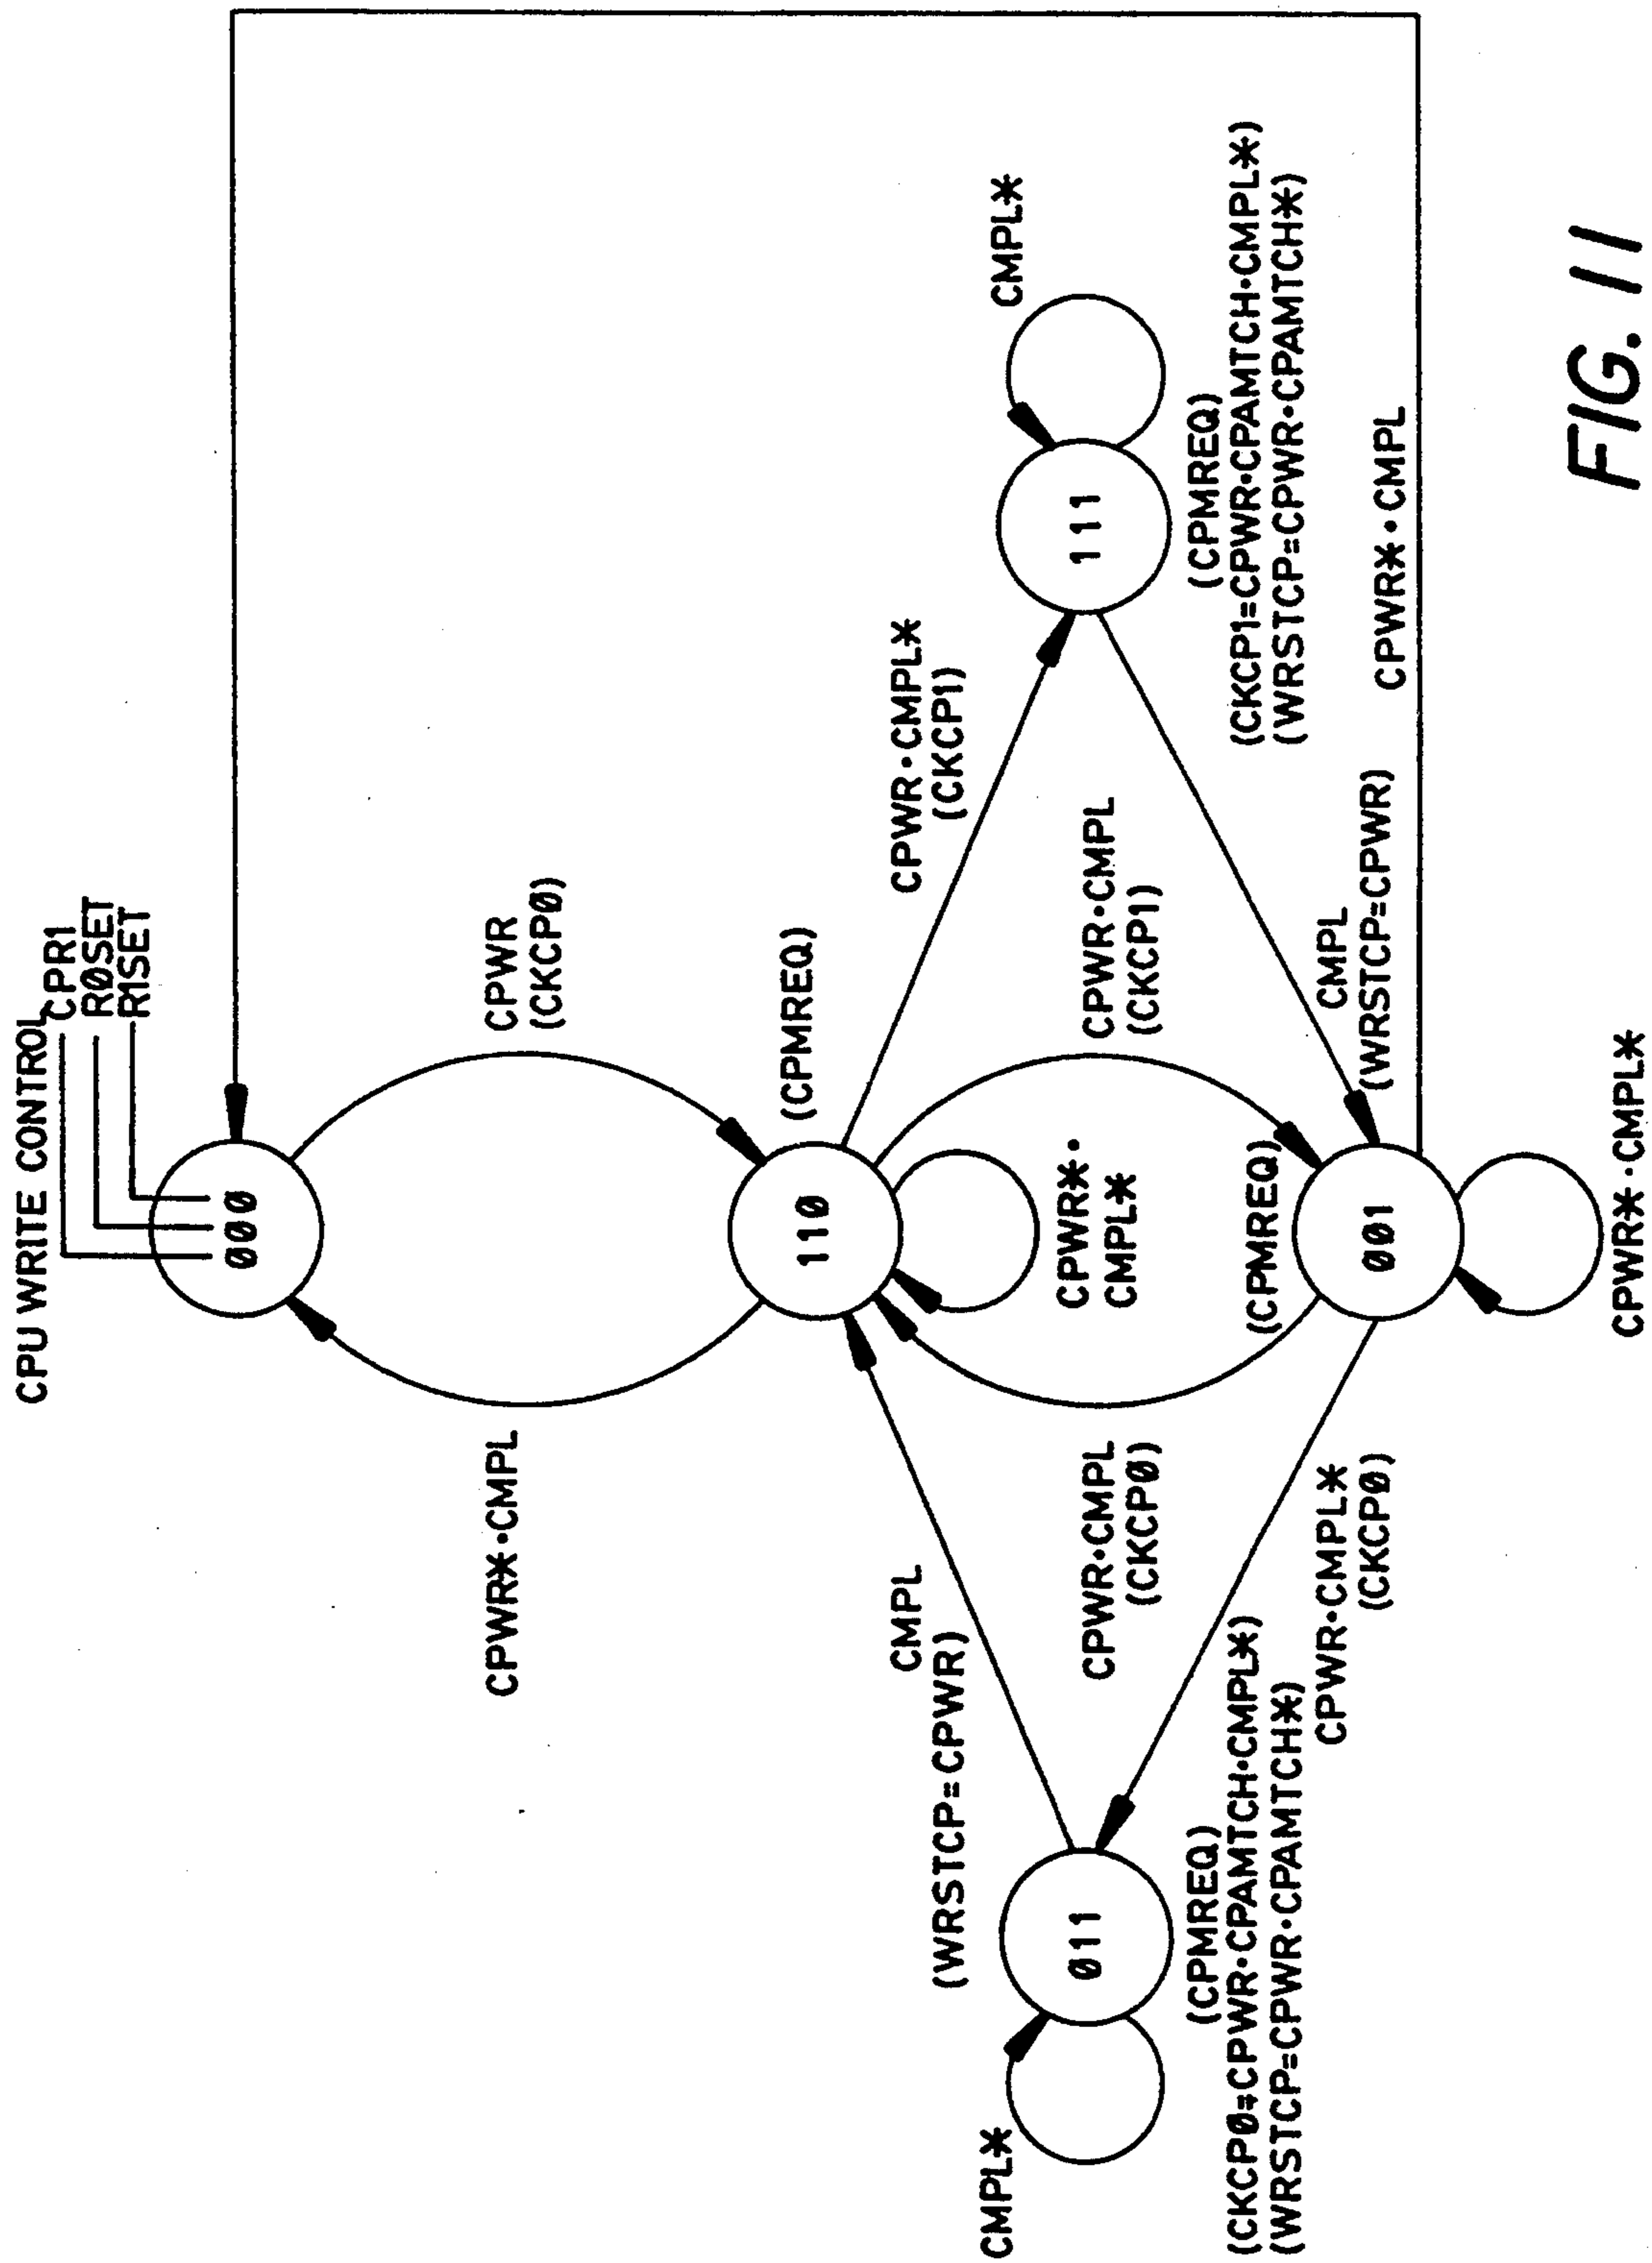 CPU WRITE CONTROL
CPR1
RØSET
R1SET
ØØØ
CPWR
(CKCPØ)
CPWR*·CMPL
(CPMREQ)
11Ø
CPWR*·
CMPL*
CPWR·CMPL*
(CKCP1)
CMPL*
111
(CPMREQ)
(CKCP1=CPWR·CPAMTCH·CMPL*)
(WRSTCP=CPWR·CPAMTCH*)
CPWR·CMPL
(CKCP1)
CMPL
(WRSTCP=CPWR)
CMPL
(WRSTCP=CPWR)
CPWR·CMPL
(CKCPØ)
CMPL*
Ø11
(CPMREQ)
(CKCPØ=CPWR·CPAMTCH·CMPL*)
(WRSTCP=CPWR·CPAMTCH*)
CPWR·CMPL*
(CKCPØ)
(CPMREQ)
ØØ1
CPWR*·CMPL
CPWR*·CMPL*
FIG. 11